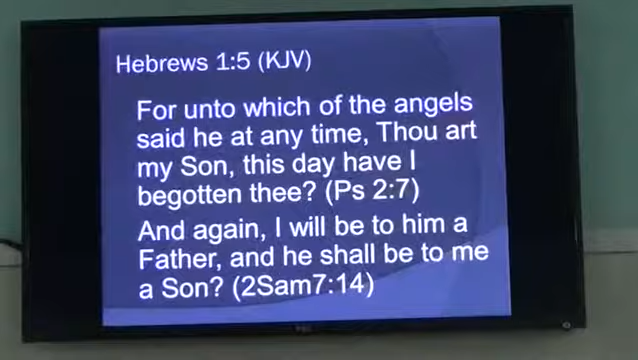 Hebrews 1:5 (KJV)
For unto which of the angels
said he at any time, Thou art
my Son, this day have I
begotten thee? (Ps 2:7)
And again, I will be to him a
Father, and he shall be to me
a Son? (2Sam7:14)